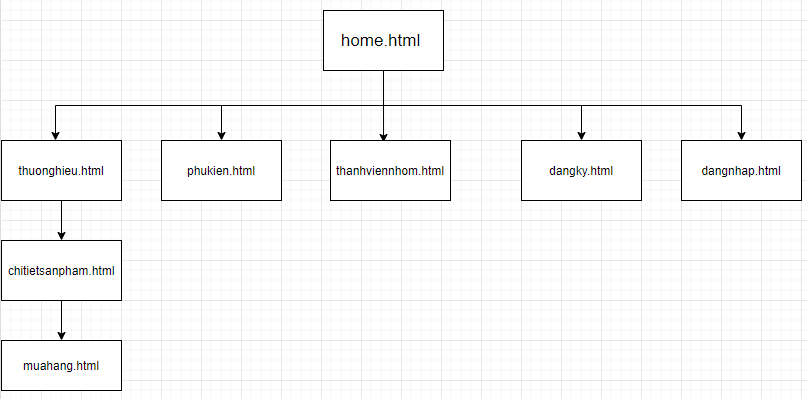 home.html
thuonghieu.html
phukien.html
thanhviennhom.html
dangky.html
dangnhap.html
chitietsanpham.html
muahang.html